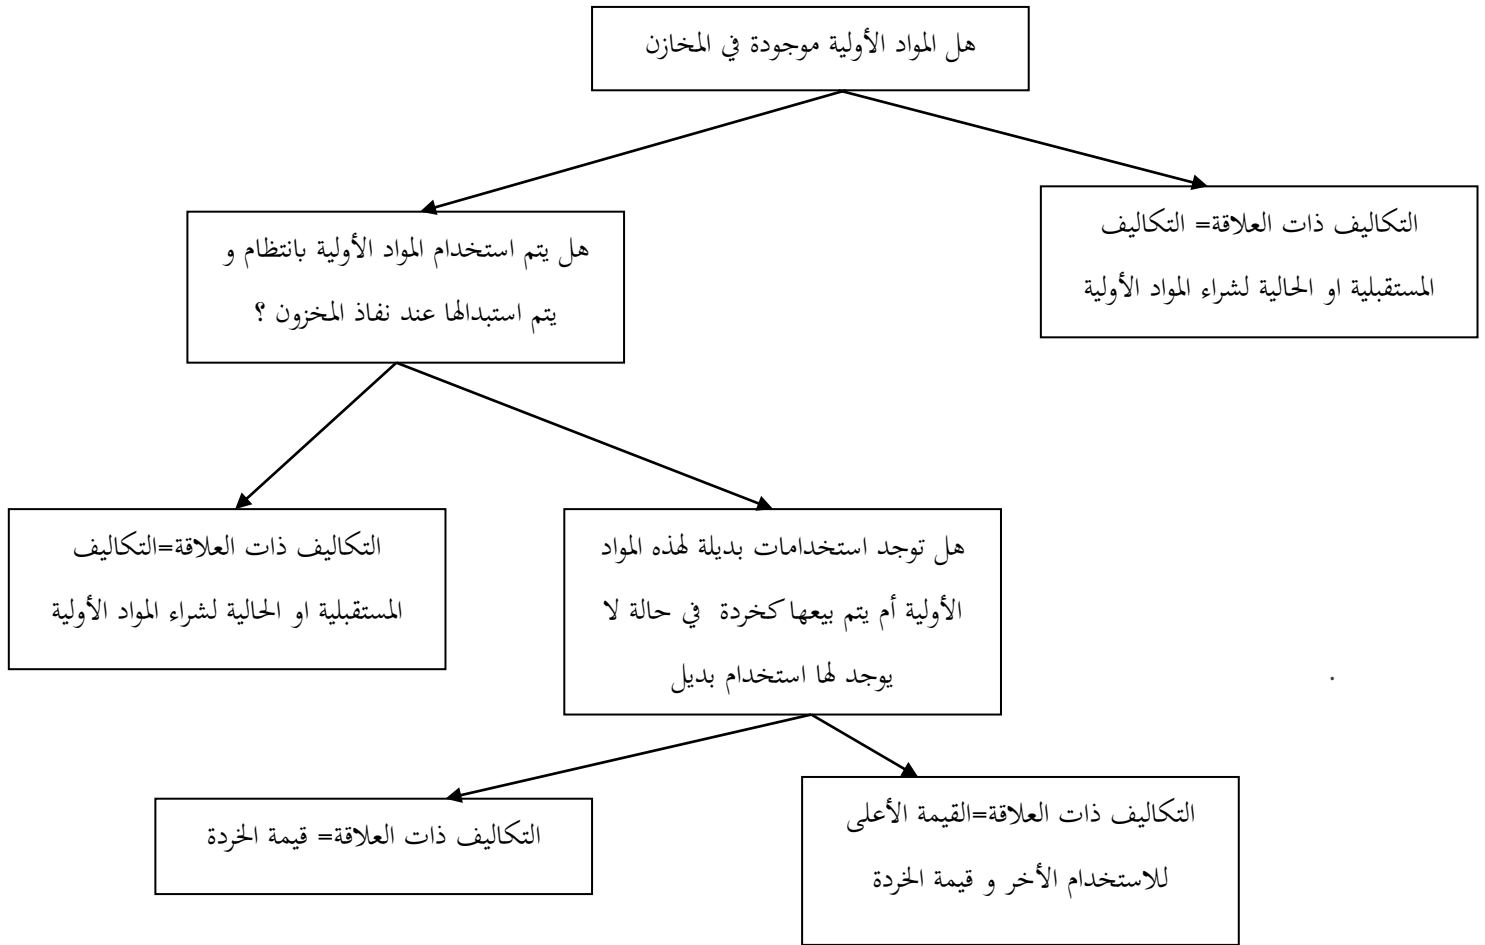 هل المواد الأولية موجودة في المخازن
التكاليف ذات العلاقة= التكاليف
المستقبلية او الحالية لشراء المواد الأولية
هل يتم استخدام المواد الأولية بانتظام و
يتم استبدالها عند نفاذ المخزون ؟
هل توجد استخدامات بديلة لهذه المواد
الأولية أم يتم بيعها كخردة في حالة لا
يوجد لها استخدام بديل
التكاليف ذات العلاقة=التكاليف
المستقبلية او الحالية لشراء المواد الأولية
.
التكاليف ذات العلاقة=القيمة الأعلى
للاستخدام الأخر و قيمة الخردة
التكاليف ذات العلاقة= قيمة الخردة